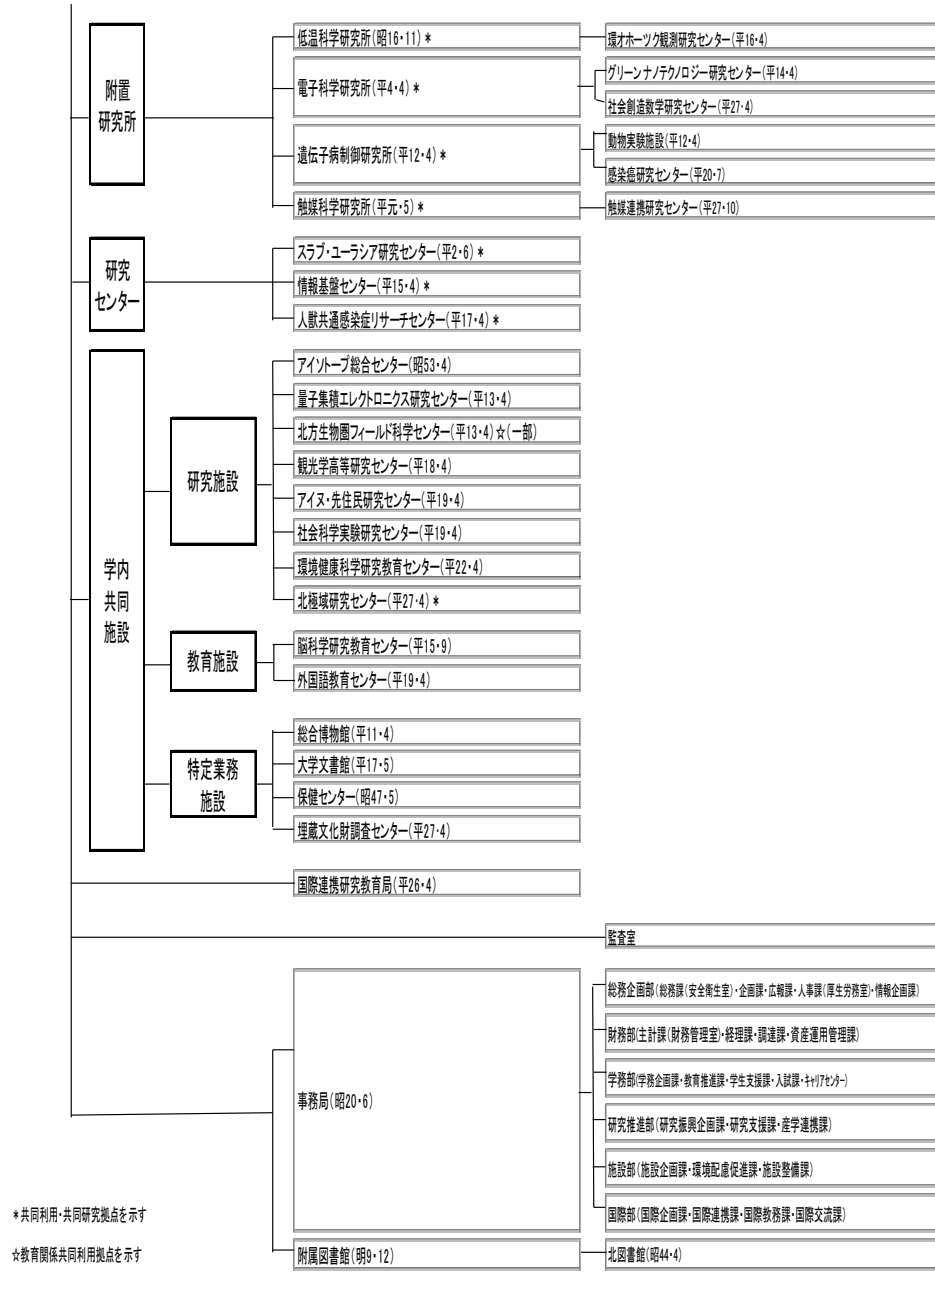 附置
研究所
低温科学研究所(昭16・11)＊
環オホーツク観測研究センター(平16・4)
電子科学研究所(平4・4)＊
グリーンナノテクノロジー研究センター(平14・4)
社会創造数学研究センター(平27・4)
遺伝子病制御研究所(平12・4)＊
動物実験施設(平12・4)
感染癌研究センター(平20・7)
触媒科学研究所(平元・5)＊
触媒連携研究センター(平27・10)
研究
センター
スラブ・ユーラシア研究センター(平2・6)＊
情報基盤センター(平15・4)＊
人獣共通感染症リサーチセンター(平17・4)＊
学内
共同
施設
研究施設
アイソトープ総合センター(昭53・4)
量子集積エレクトロニクス研究センター(平13・4)
北方生物圏フィールド科学センター(平13・4)☆(一部)
観光学高等研究センター(平18・4)
アイヌ・先住民研究センター(平19・4)
社会科学実験研究センター(平19・4)
環境健康科学研究教育センター(平22・4)
北極域研究センター(平27・4)＊
教育施設
脳科学研究教育センター(平15・9)
外国語教育センター(平19・4)
特定業務
施設
総合博物館(平11・4)
大学文書館(平17・5)
保健センター(昭47・5)
埋蔵文化財調査センター(平27・4)
国際連携研究教育局(平26・4)
監査室
事務局(昭20・6)
総務企画部(総務課(安全衛生室)・企画課・広報課・人事課(厚生労務室)・情報企画課)
財務部(主計課(財務管理室)・経理課・調達課・資産運用管理課)
学務部(学務企画課・教育推進課・学生支援課・入試課・キャリアセンター)
研究推進部(研究振興企画課・研究支援課・産学連携課)
施設部(施設企画課・環境配慮促進課・施設整備課)
国際部(国際企画課・国際連携課・国際教務課・国際交流課)
附属図書館(明9・12)
北図書館(昭44・4)
＊共同利用・共同研究拠点を示す
☆教育関係共同利用拠点を示す